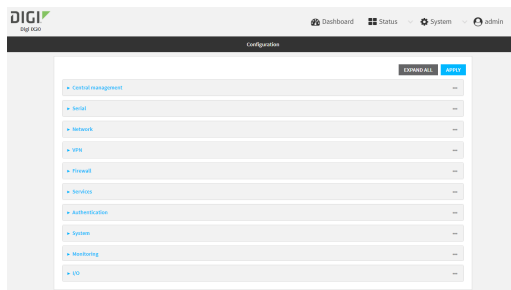 DIGI
Digi IX20
Dashboard
Status
System
admin
Configuration
EXPAND ALL
APPLY
Central management
Serial
Network
VPN
Firewall
Services
Authentication
System
Monitoring
I/O